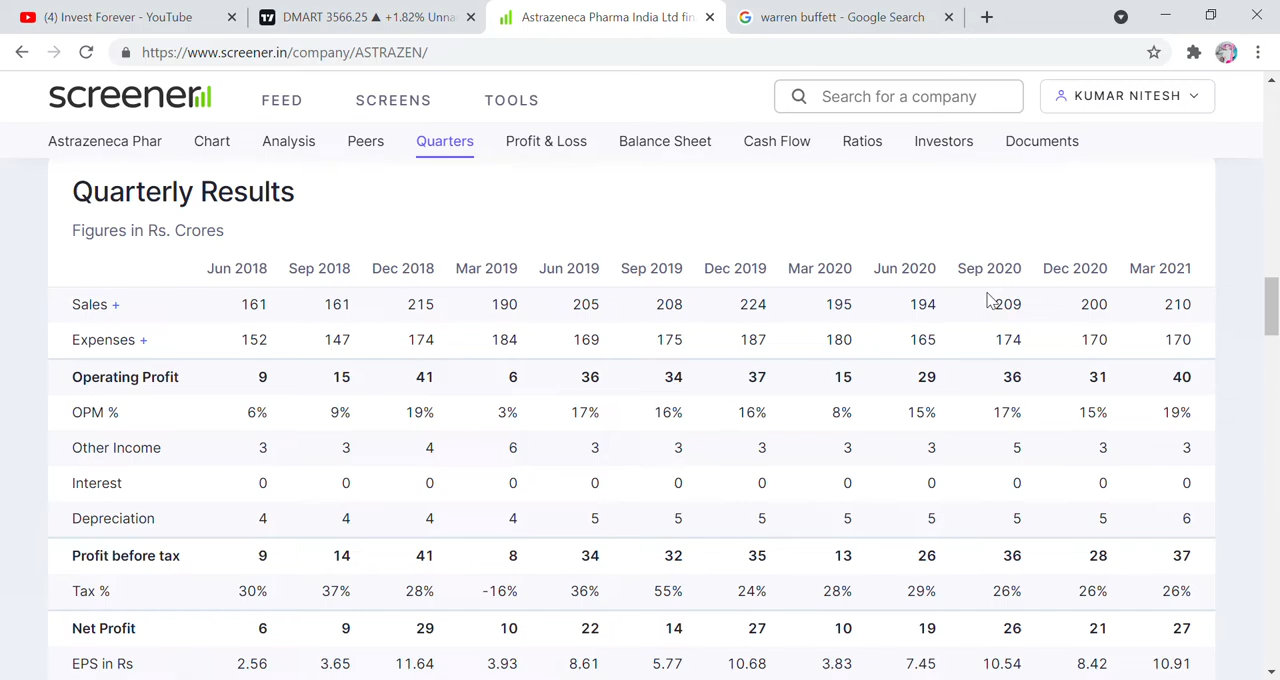 (4) Invest Forever - YouTube
DMART 3566.25 ▲ +1.82% Unna
Astrazeneca Pharma India Ltd fin
warren buffett - Google Search
https://www.screener.in/company/ASTRAZEN/
screener FEED SCREENS TOOLS Search for a company KUMAR NITESH
Astrazeneca Phar Chart Analysis Peers Quarters Profit & Loss Balance Sheet Cash Flow Ratios Investors Documents
Quarterly Results
Figures in Rs. Crores
Jun 2018 Sep 2018 Dec 2018 Mar 2019 Jun 2019 Sep 2019 Dec 2019 Mar 2020 Jun 2020 Sep 2020 Dec 2020 Mar 2021
Sales + 161 161 215 190 205 208 224 195 194 209 200 210
Expenses + 152 147 174 184 169 175 187 180 165 174 170 170
Operating Profit 9 15 41 6 36 34 37 15 29 36 31 40
OPM % 6% 9% 19% 3% 17% 16% 16% 8% 15% 17% 15% 19%
Other Income 3 3 4 6 3 3 3 3 3 5 3 3
Interest 0 0 0 0 0 0 0 0 0 0 0 0
Depreciation 4 4 4 4 5 5 5 5 5 5 5 6
Profit before tax 9 14 41 8 34 32 35 13 26 36 28 37
Tax % 30% 37% 28% -16% 36% 55% 24% 28% 29% 26% 26% 26%
Net Profit 6 9 29 10 22 14 27 10 19 26 21 27
EPS in Rs 2.56 3.65 11.64 3.93 8.61 5.77 10.68 3.83 7.45 10.54 8.42 10.91